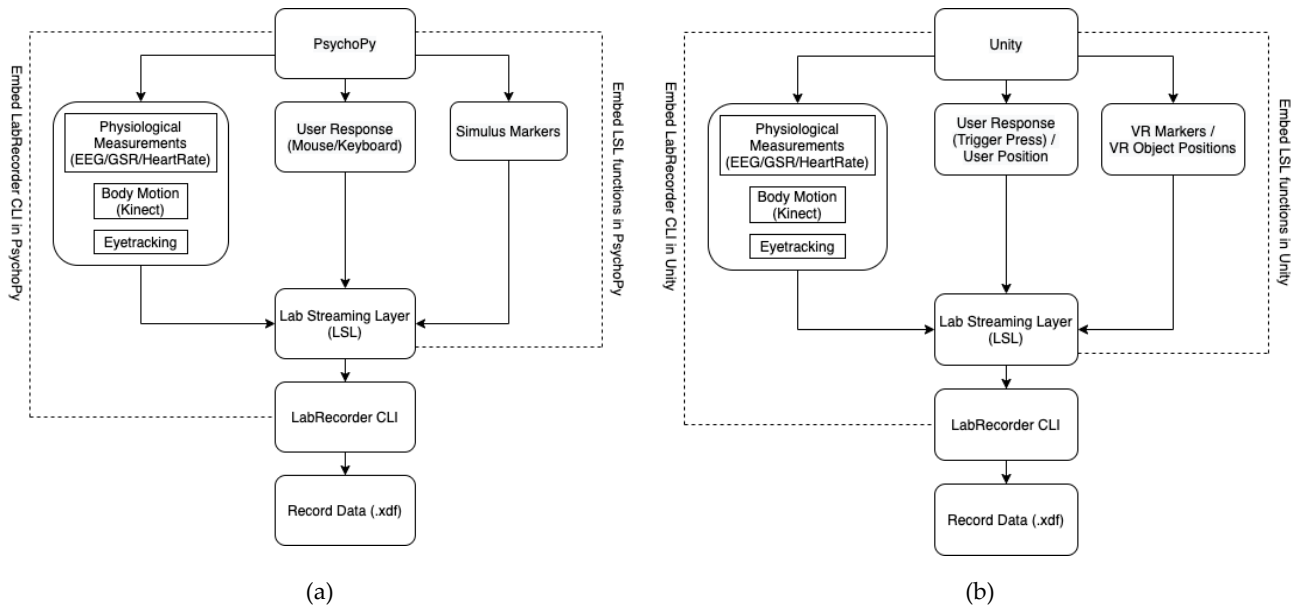 PsychoPy
Embed LabRecorder CLI in PsychoPy
Embed LSL functions in PsychoPy
Physiological
Measurements
(EEG/GSR/HeartRate)
Body Motion
(Kinect)
Eyetracking
User Response
(Mouse/Keyboard)
Simulus Markers
Lab Streaming Layer
(LSL)
LabRecorder CLI
Record Data (.xdf)
(a)
Unity
Embed LabRecorder CLI in Unity
Embed LSL functions in Unity
Physiological
Measurements
(EEG/GSR/HeartRate)
Body Motion
(Kinect)
Eyetracking
User Response
(Trigger Press) /
User Position
VR Markers /
VR Object Positions
Lab Streaming Layer
(LSL)
LabRecorder CLI
Record Data (.xdf)
(b)